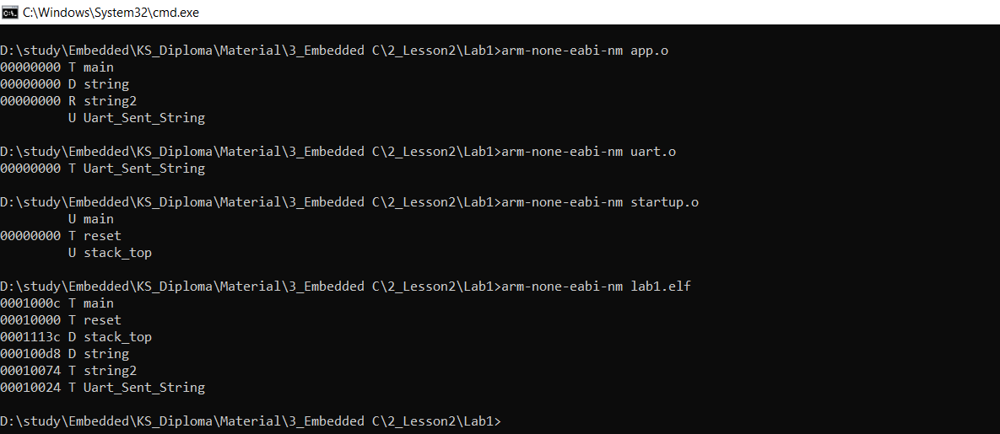 C:\Windows\System32\cmd.exe
D:\study\Embedded\KS_Diploma\Material\3_Embedded C\2_Lesson2\Lab1>arm-none-eabi-nm app.o
00000000 T main
00000000 D string
00000000 R string2
         U Uart_Sent_String
D:\study\Embedded\KS_Diploma\Material\3_Embedded C\2_Lesson2\Lab1>arm-none-eabi-nm uart.o
00000000 T Uart_Sent_String
D:\study\Embedded\KS_Diploma\Material\3_Embedded C\2_Lesson2\Lab1>arm-none-eabi-nm startup.o
         U main
00000000 T reset
         U stack_top
D:\study\Embedded\KS_Diploma\Material\3_Embedded C\2_Lesson2\Lab1>arm-none-eabi-nm lab1.elf
0001000c T main
00010000 T reset
0001113c D stack_top
000100d8 D string
00010074 T string2
00010024 T Uart_Sent_String
D:\study\Embedded\KS_Diploma\Material\3_Embedded C\2_Lesson2\Lab1>